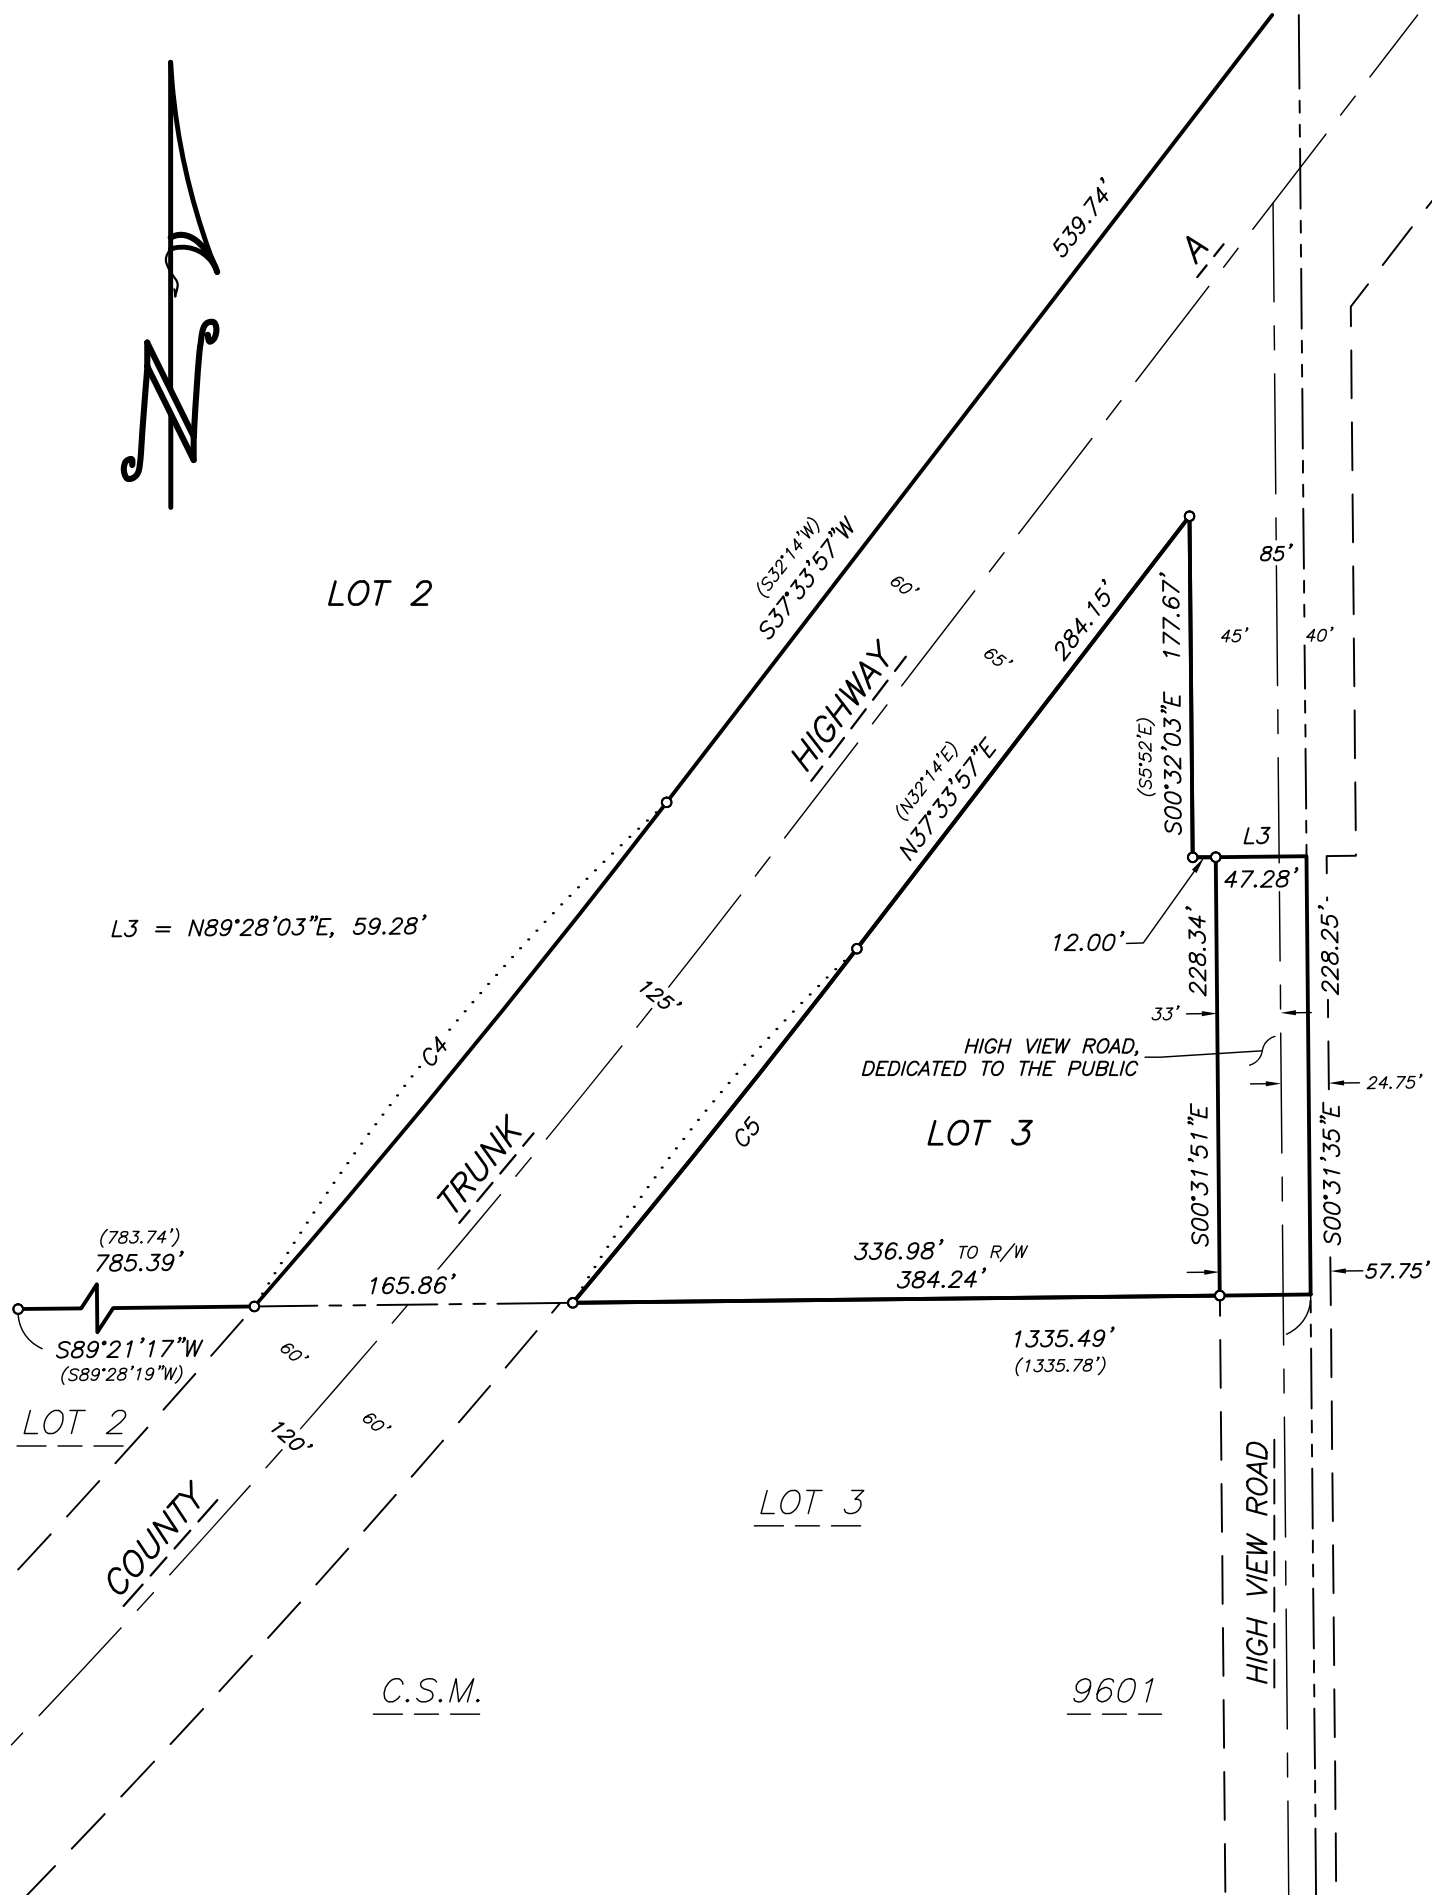 N
539.74'
A
(S32°14'W)
S37°33'57"W
60'
85'
LOT 2
177.67'
284.15'
45'
40'
65'
HIGHWAY
(S5°52'E)
S00°32'03"E
(N32°14'E)
N37°33'57"E
L3
47.28'
L3 = N89°28'03"E, 59.28'
12.00'
228.34'
228.25'
125'
33'
C4
HIGH VIEW ROAD,
DEDICATED TO THE PUBLIC
24.75'
C5
LOT 3
S00°31'51"E
S00°31'35"E
TRUNK
(783.74')
785.39'
336.98' TO R/W
384.24'
165.86'
57.75'
S89°21'17"W
(S89°28'19"W)
60'
1335.49'
(1335.78')
LOT 2
60'
120'
COUNTY
LOT 3
HIGH VIEW ROAD
C.S.M.
9601